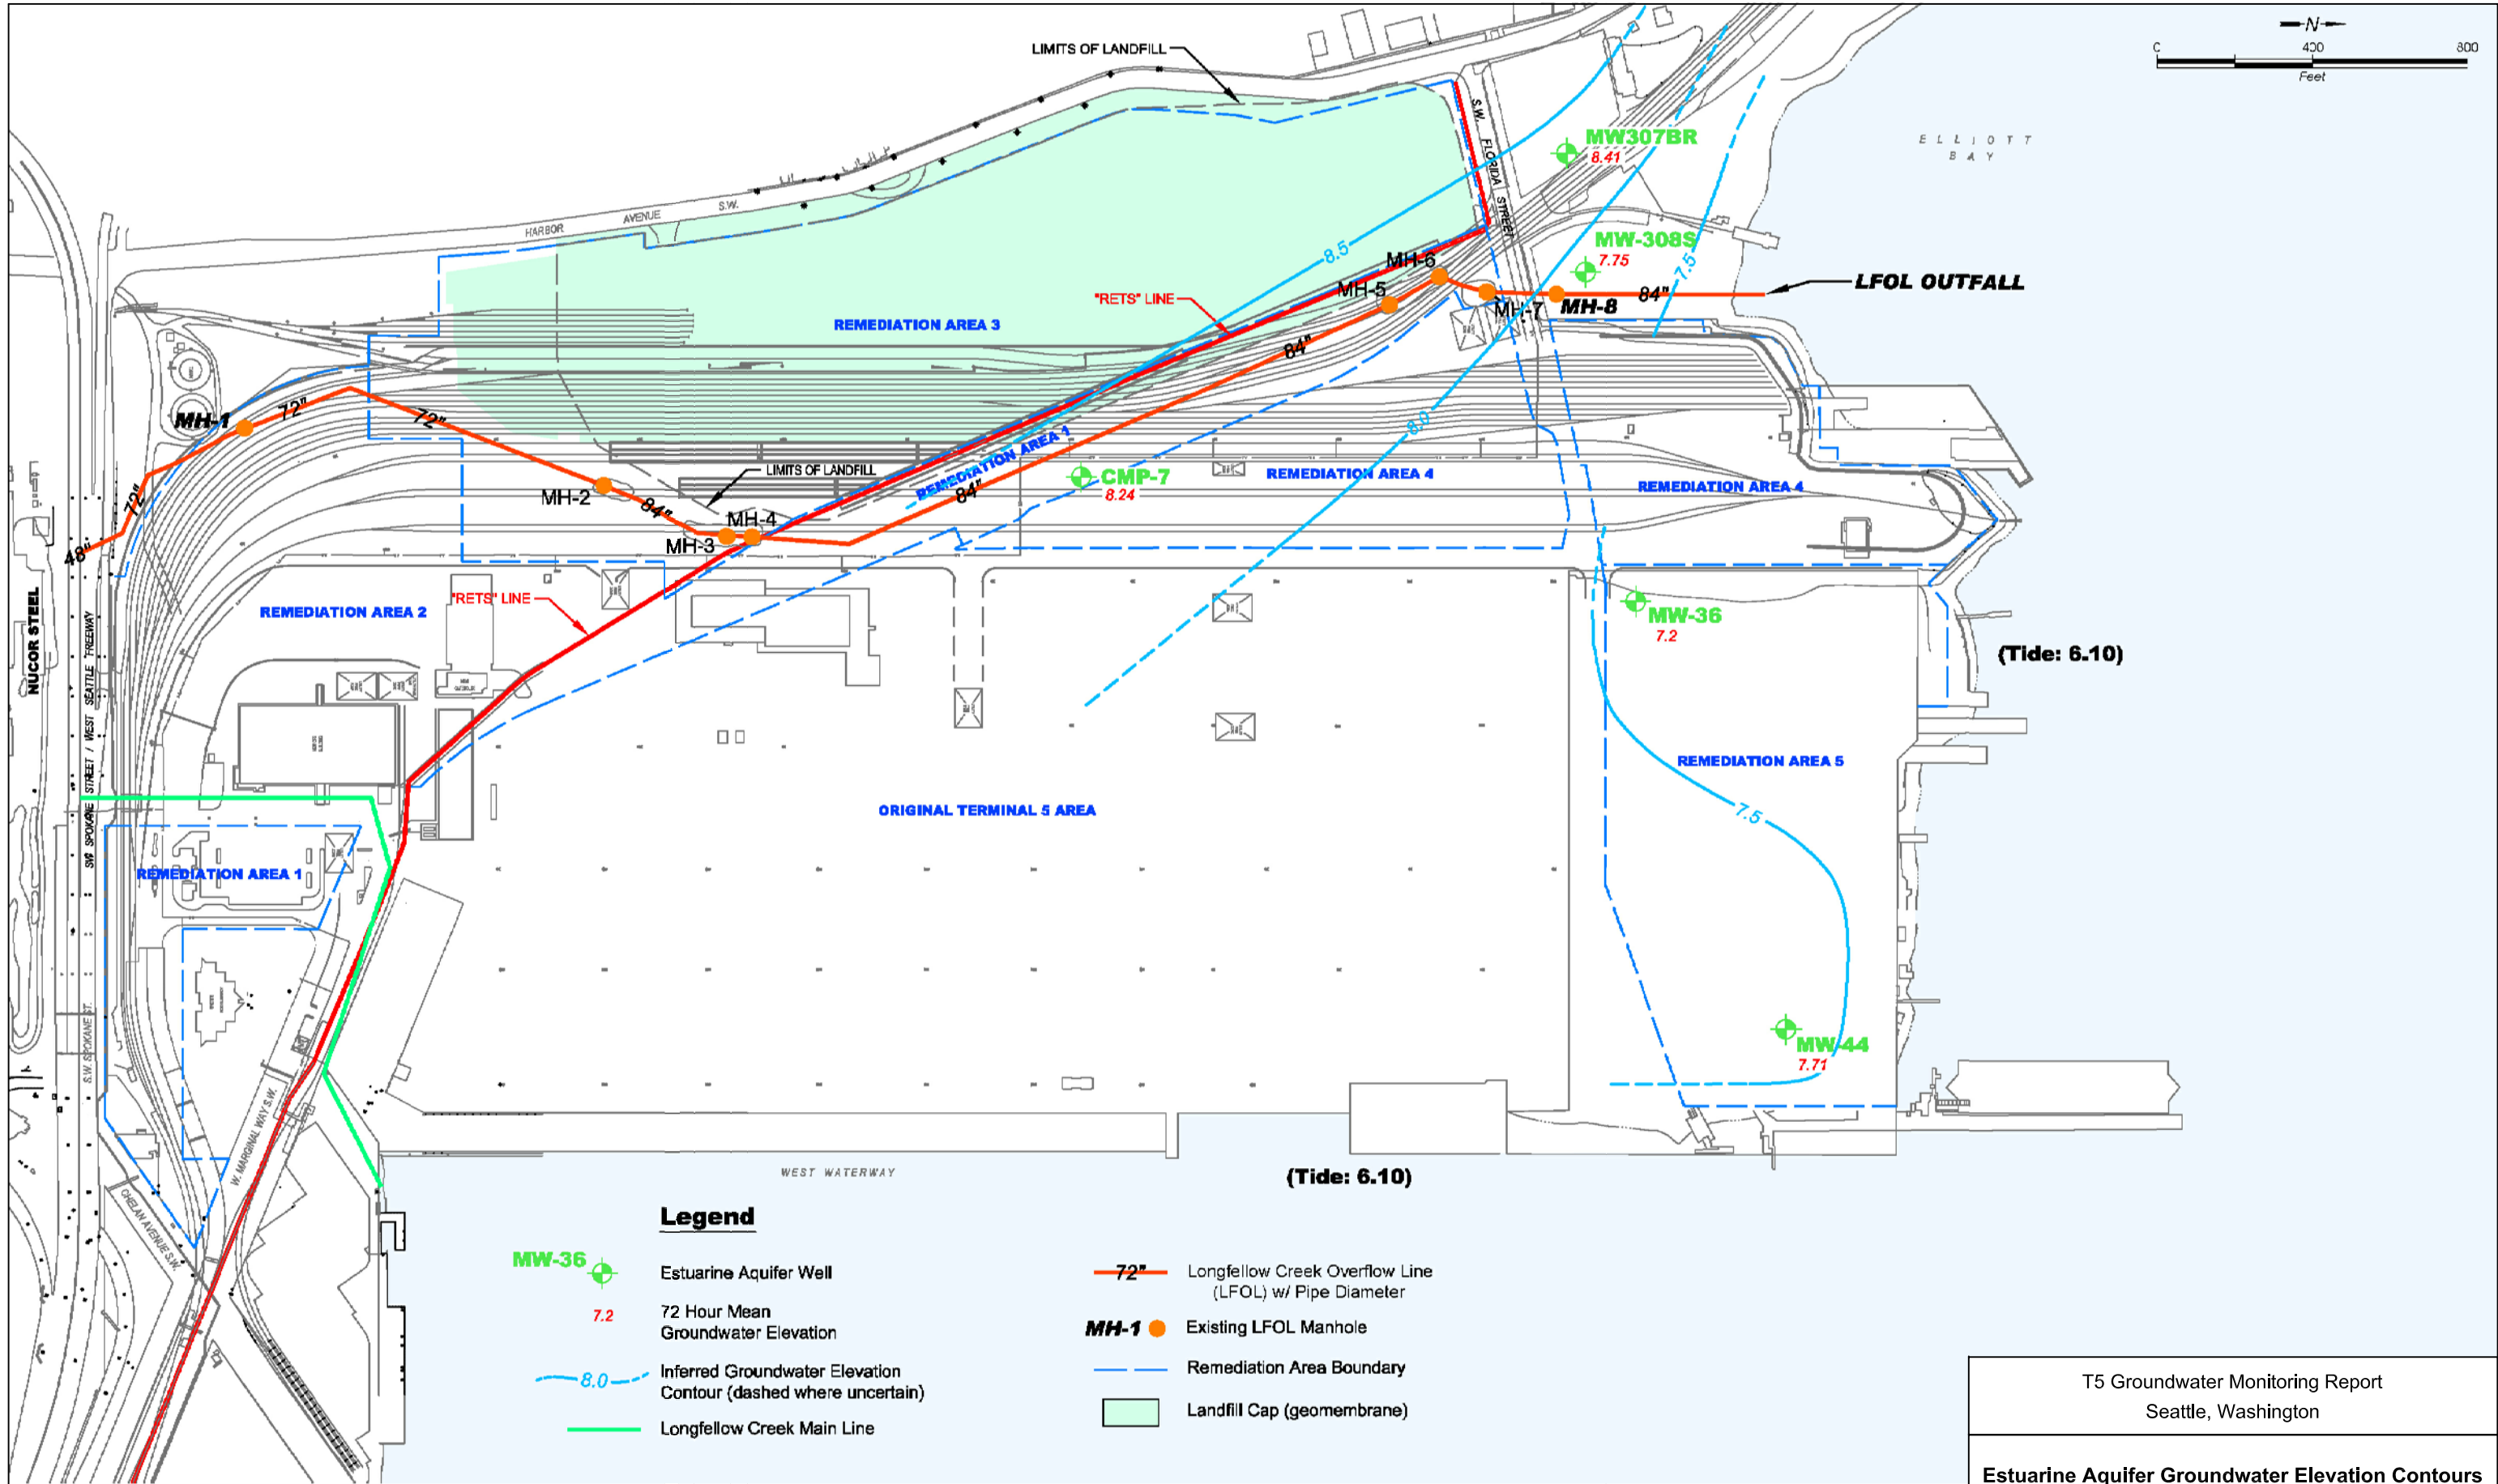 LIMITS OF LANDFILL
N
0 400 800
Feet
ELLIOTT
BAY
S.W. FLORIDA STREET
MW307BR
8.41
MW-308S
7.75
7.5
8.5
MH-6
MH-5
MH-7
MH-8
84"
LFOL OUTFALL
HARBOR AVENUE S.W.
"RETS" LINE
REMEDIATION AREA 3
84"
MH-1
72"
72"
72"
48"
8.0
LIMITS OF LANDFILL
REMEDIATION AREA 1
84"
CMP-7
8.24
REMEDIATION AREA 4
REMEDIATION AREA 4
MH-2
84"
MH-4
MH-3
NUCOR STEEL
SW SPOKANE STREET / WEST SEATTLE FREEWAY
REMEDIATION AREA 2
"RETS" LINE
MW-36
7.2
(Tide: 6.10)
REMEDIATION AREA 5
7.5
ORIGINAL TERMINAL 5 AREA
REMEDIATION AREA 1
S.W. SPOKANE ST.
W. MARGINAL WAY S.W.
CHELAN AVENUE S.W.
MW-44
7.71
WEST WATERWAY
(Tide: 6.10)
Legend
MW-36
Estuarine Aquifer Well
7.2
72 Hour Mean
Groundwater Elevation
8.0
Inferred Groundwater Elevation
Contour (dashed where uncertain)
Longfellow Creek Main Line
72"
Longfellow Creek Overflow Line
(LFOL) w/ Pipe Diameter
MH-1
Existing LFOL Manhole
Remediation Area Boundary
Landfill Cap (geomembrane)
T5 Groundwater Monitoring Report
Seattle, Washington
Estuarine Aquifer Groundwater Elevation Contours